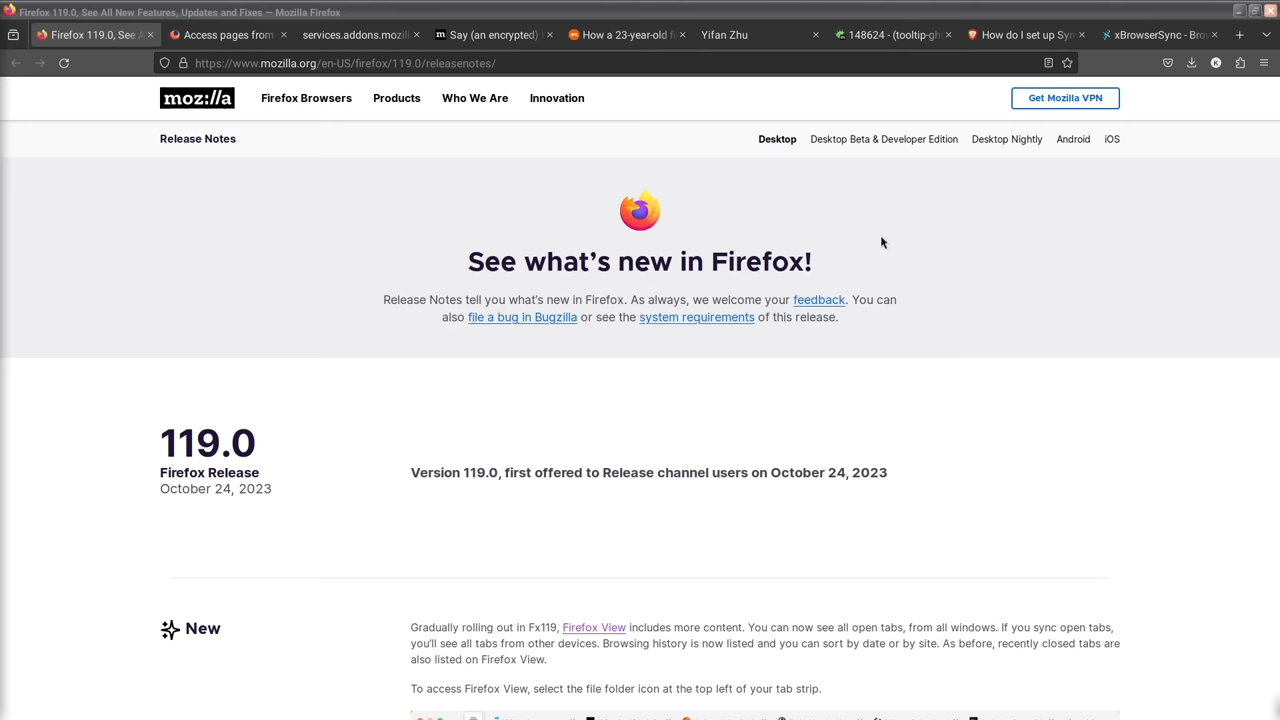 Firefox 119.0, See All New Features, Updates and Fixes — Mozilla Firefox
Firefox 119.0, See A
Access pages from
services.addons.mozil
Say (an encrypted)
How a 23-year-old f
Yifan Zhu
148624 - (tooltip-gh
How do I set up Syn
xBrowserSync - Bro
https://www.mozilla.org/en-US/firefox/119.0/releasenotes/
moz://a
Firefox Browsers
Products
Who We Are
Innovation
Get Mozilla VPN
Release Notes
Desktop
Desktop Beta & Developer Edition
Desktop Nightly
Android
iOS
See what's new in Firefox!
Release Notes tell you what's new in Firefox. As always, we welcome your feedback. You can
also file a bug in Bugzilla or see the system requirements of this release.
119.0
Firefox Release
October 24, 2023
Version 119.0, first offered to Release channel users on October 24, 2023
New
Gradually rolling out in Fx119, Firefox View includes more content. You can now see all open tabs, from all windows. If you sync open tabs,
you'll see all tabs from other devices. Browsing history is now listed and you can sort by date or by site. As before, recently closed tabs are
also listed on Firefox View.
To access Firefox View, select the file folder icon at the top left of your tab strip.